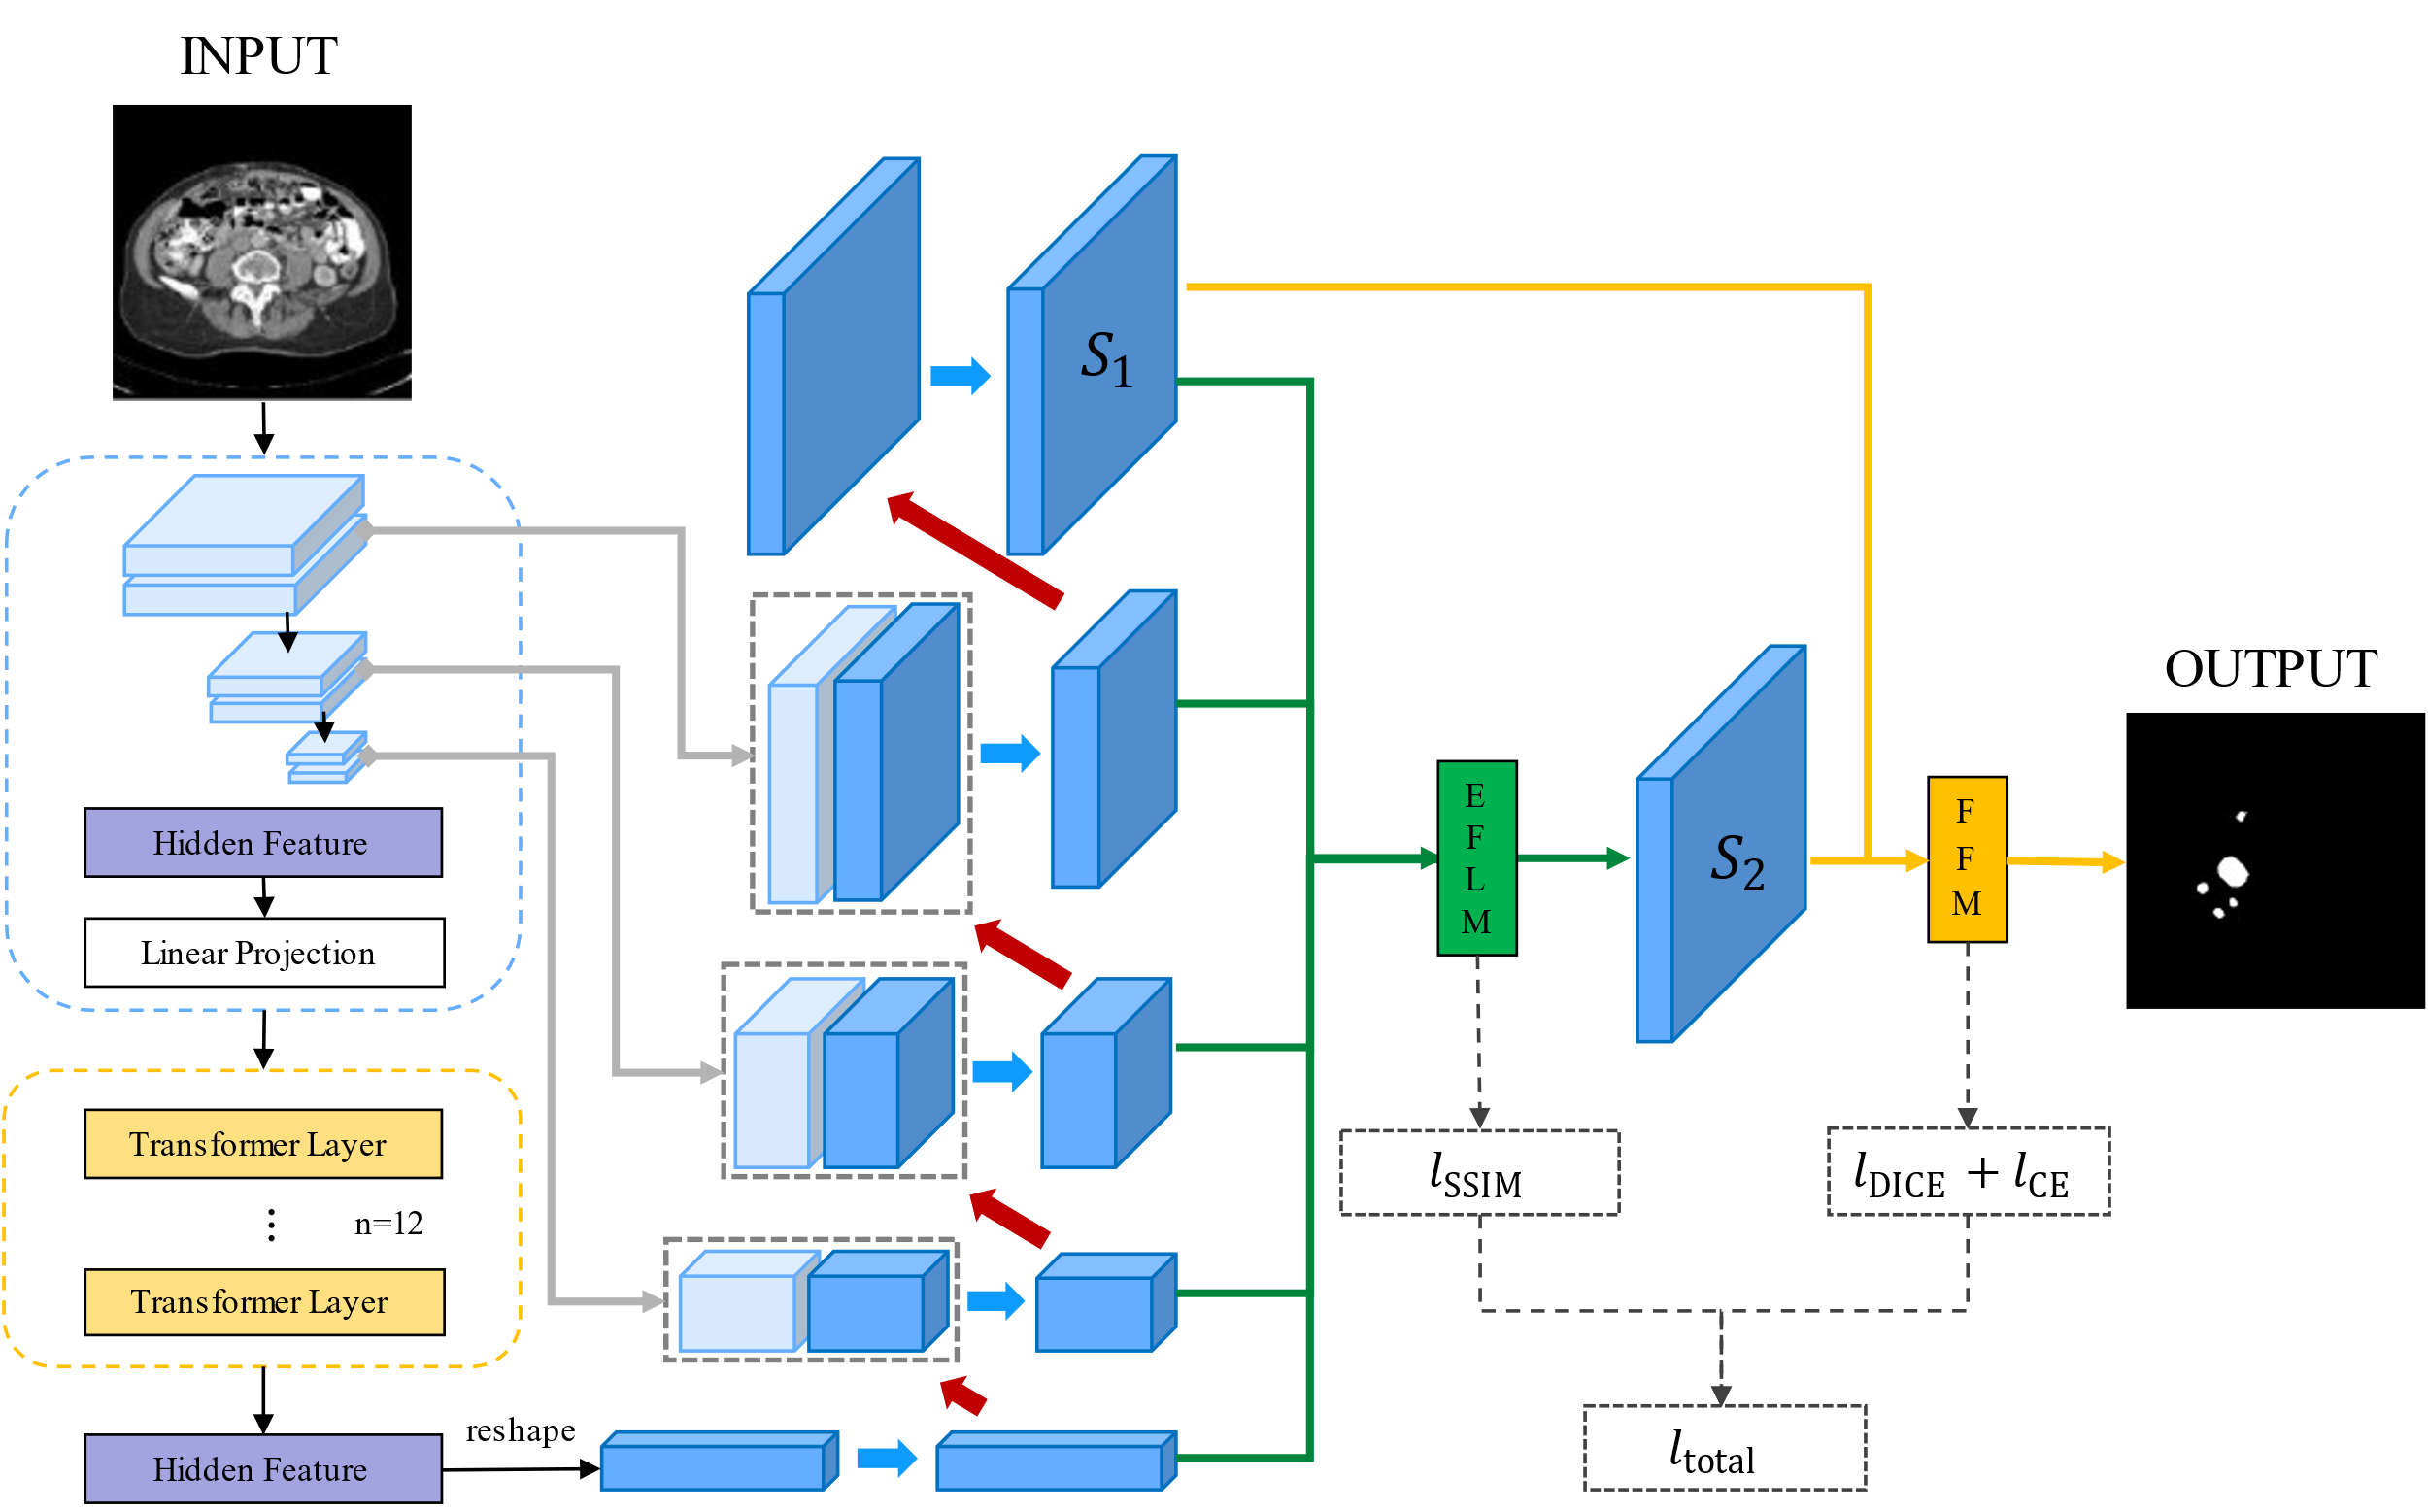 INPUT
Hidden Feature
Linear Projection
Transformer Layer
⋮ n=12
Transformer Layer
Hidden Feature
reshape
S₁
E
F
L
M
S₂
F
F
M
OUTPUT
lSSIM
lDICE + lCE
ltotal